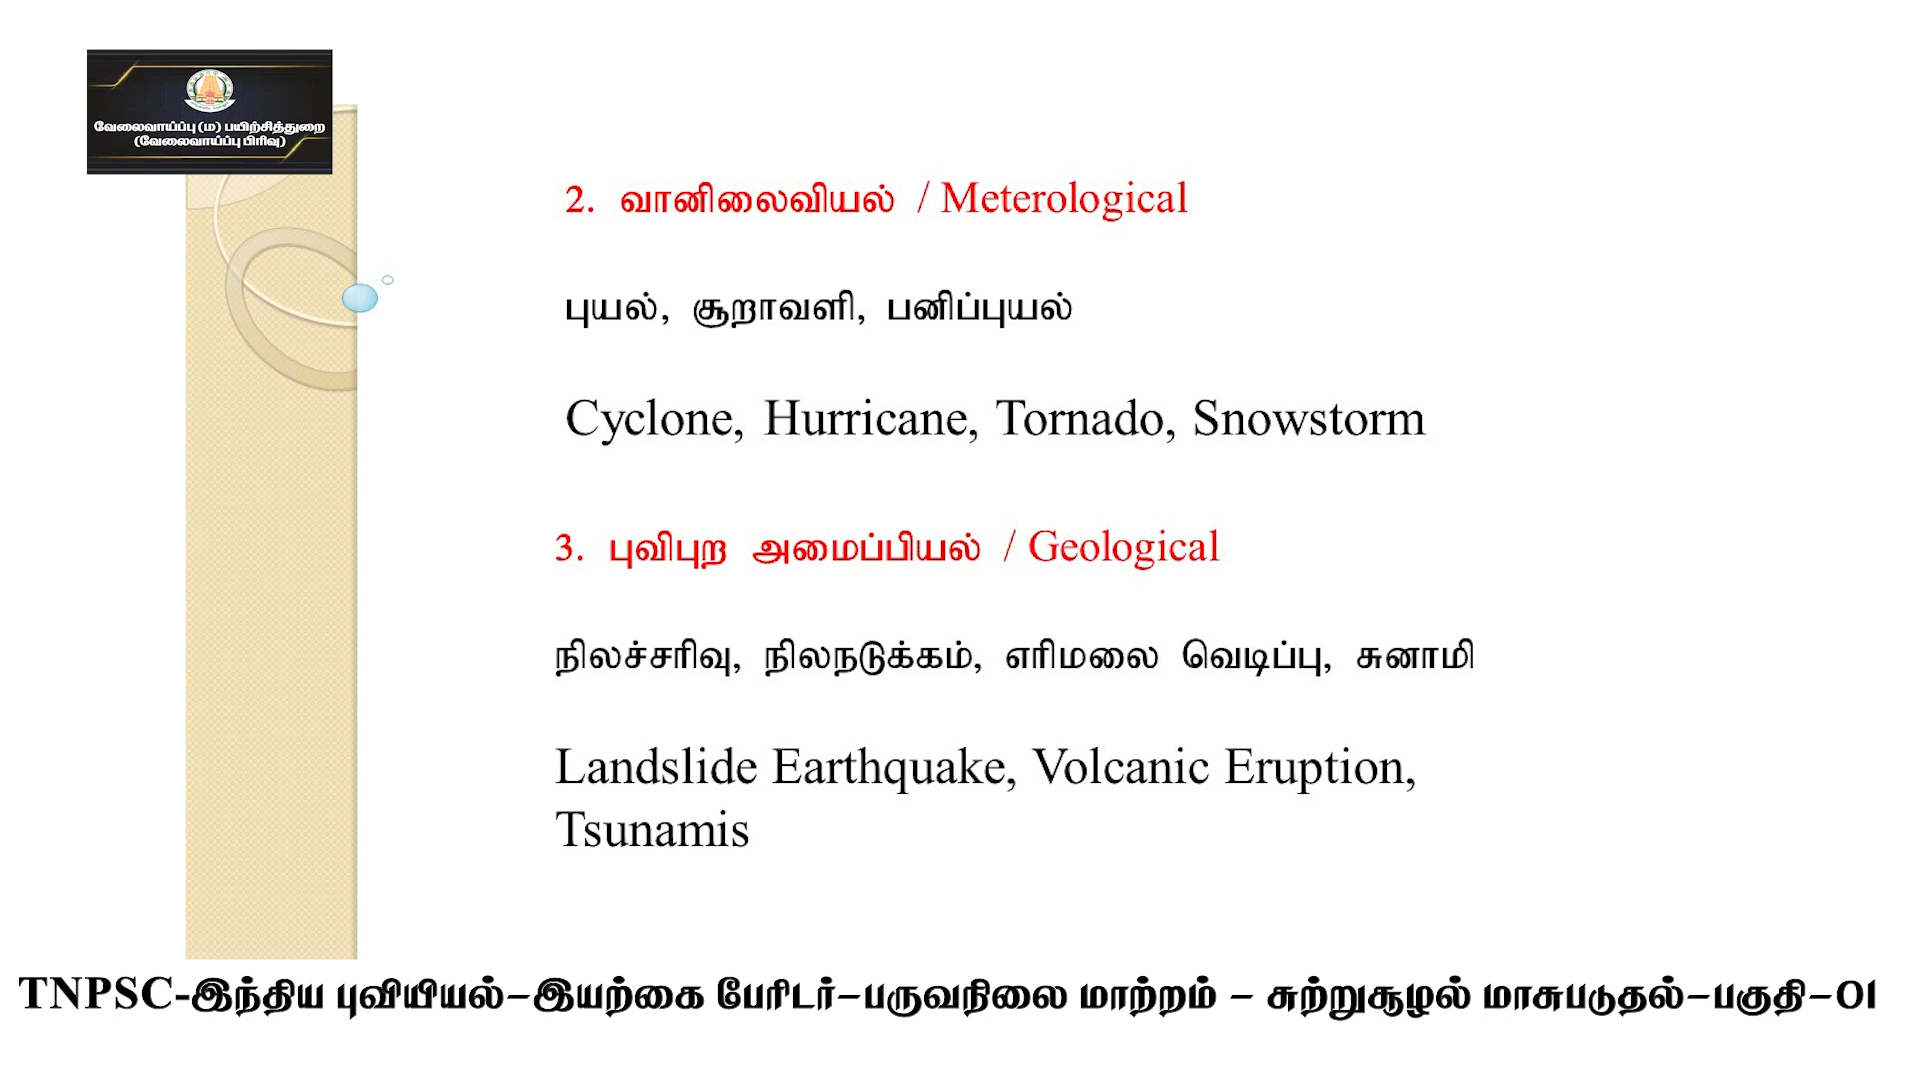 வேலைவாய்ப்பு (ம) பயிற்சித்துறை
(வேலைவாய்ப்பு பிரிவு)
2. வானிலைவியல் / Meterological
புயல், சூறாவளி, பனிப்புயல்
Cyclone, Hurricane, Tornado, Snowstorm
3. புவிபுற அமைப்பியல் / Geological
நிலச்சரிவு, நிலநடுக்கம், எரிமலை வெடிப்பு, சுனாமி
Landslide Earthquake, Volcanic Eruption,
Tsunamis
TNPSC-இந்திய புவியியல்-இயற்கை பேரிடர்-பருவநிலை மாற்றம் - சுற்றுசூழல் மாசுபடுதல்-பகுதி-01